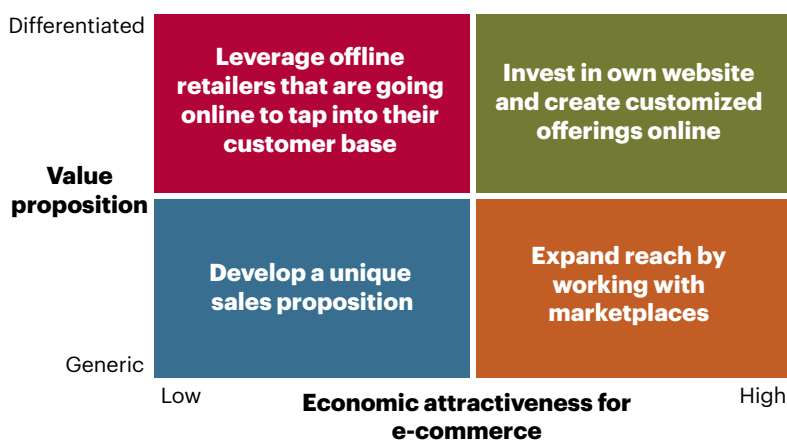 Differentiated
Leverage offline
retailers that are going
online to tap into their
customer base
Invest in own website
and create customized
offerings online
Value
proposition
Develop a unique
sales proposition
Expand reach by
working with
marketplaces
Generic
Low
Economic attractiveness for
e-commerce
High